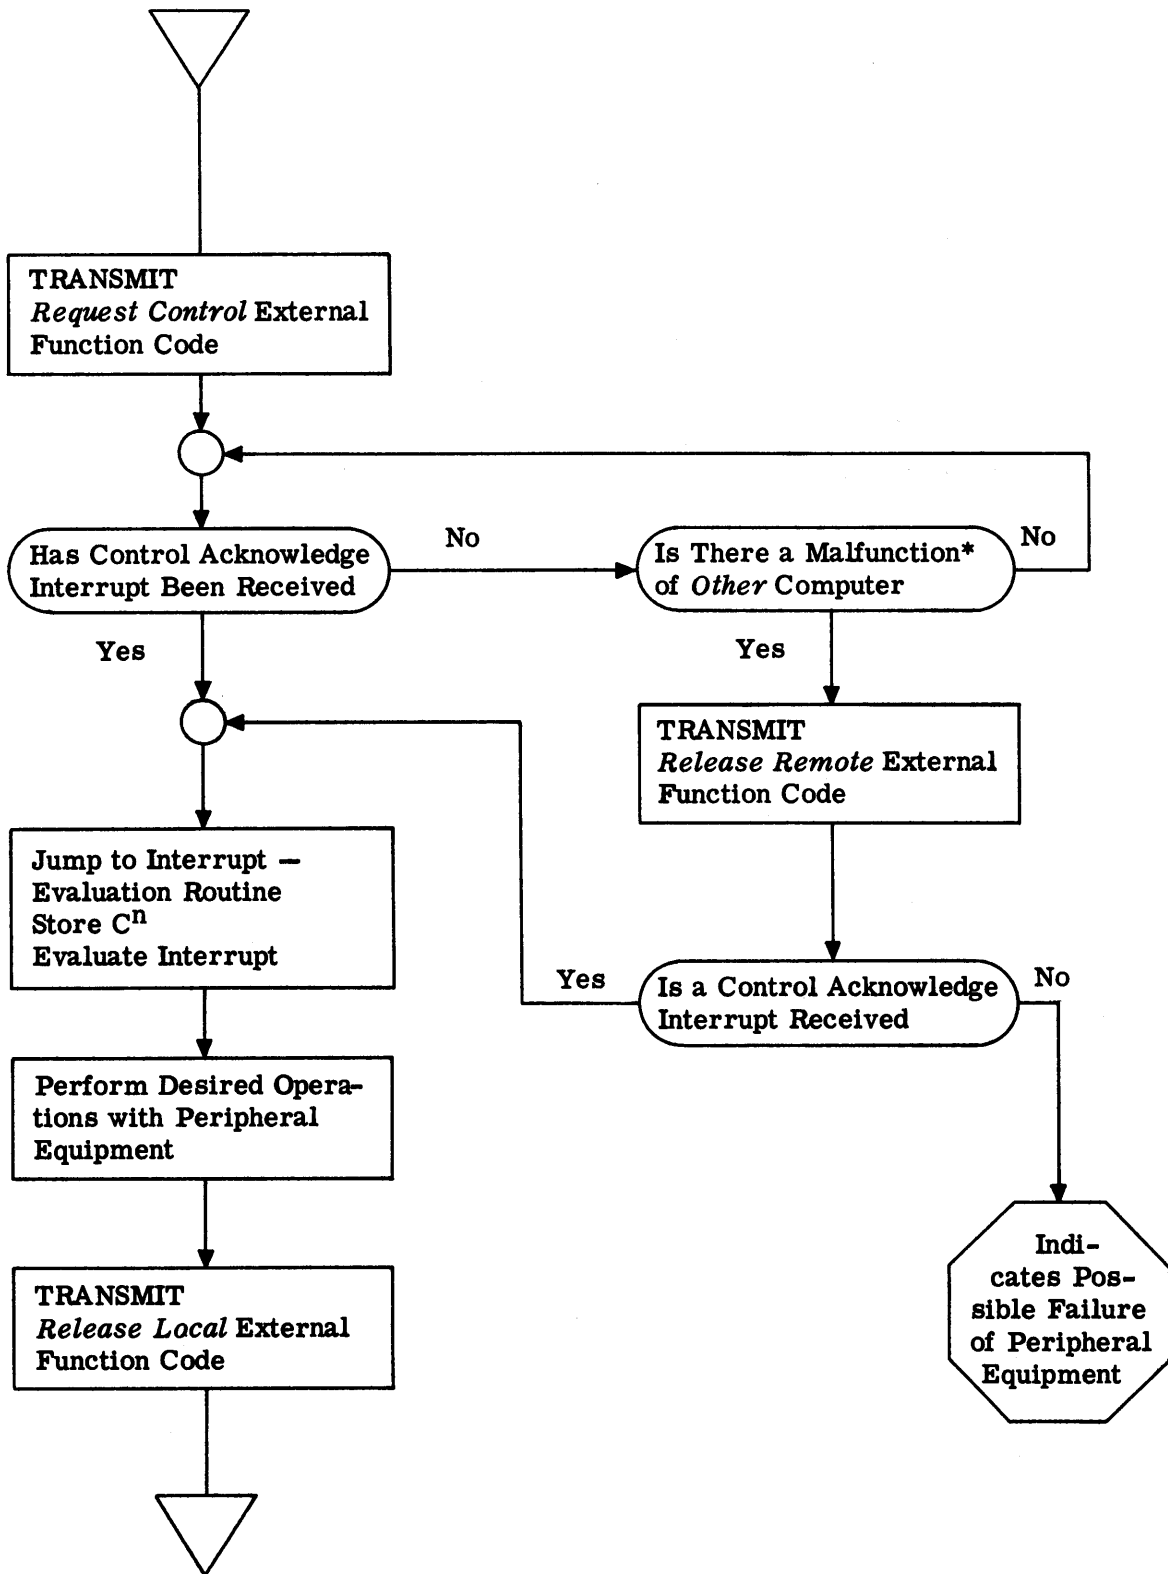 TRANSMIT
Request Control External
Function Code
Has Control Acknowledge
Interrupt Been Received
No
Is There a Malfunction*
of Other Computer
No
Yes
Yes
TRANSMIT
Release Remote External
Function Code
Jump to Interrupt —
Evaluation Routine
Store Cⁿ
Evaluate Interrupt
Yes
Is a Control Acknowledge
Interrupt Received
No
Perform Desired Opera-
tions with Peripheral
Equipment
TRANSMIT
Release Local External
Function Code
Indi-
cates Pos-
sible Failure
of Peripheral
Equipment